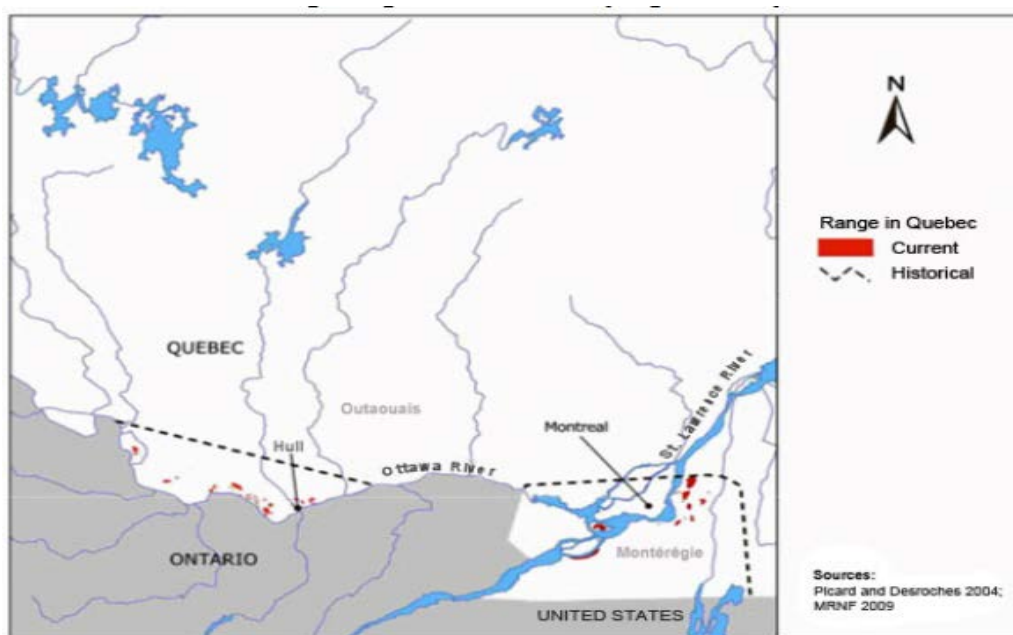 N
Range in Quebec
Current
Historical
QUEBEC
Outaouais
St. Lawrence River
Montreal
Hull
Ottawa River
ONTARIO
Montérégie
UNITED STATES
Sources:
Picard and Desroches 2004;
MRNF 2009